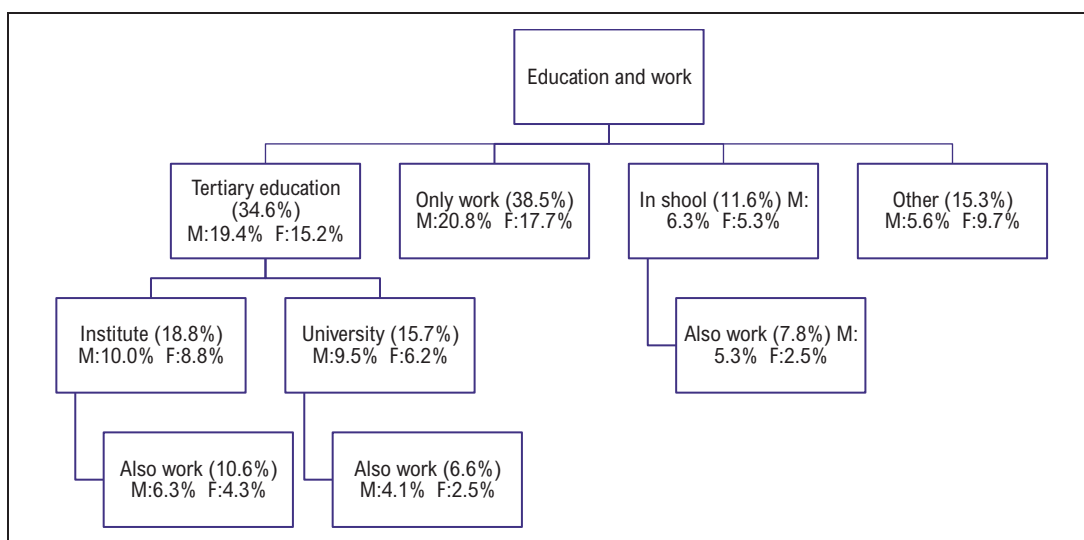 Education and work
Tertiary education
(34.6%)
M:19.4% F:15.2%
Only work (38.5%)
M:20.8% F:17.7%
In shool (11.6%) M:
6.3% F:5.3%
Other (15.3%)
M:5.6% F:9.7%
Institute (18.8%)
M:10.0% F:8.8%
University (15.7%)
M:9.5% F:6.2%
Also work (7.8%) M:
5.3% F:2.5%
Also work (10.6%)
M:6.3% F:4.3%
Also work (6.6%)
M:4.1% F:2.5%